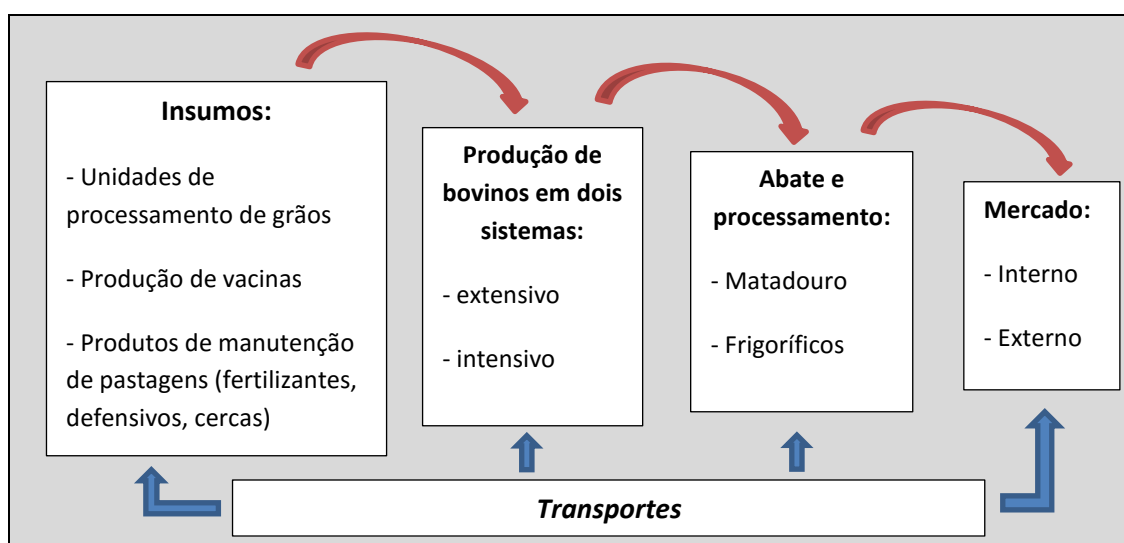 Insumos:
- Unidades de
processamento de grãos
- Produção de vacinas
- Produtos de manutenção
de pastagens (fertilizantes,
defensivos, cercas)
Produção de
bovinos em dois
sistemas:
- extensivo
- intensivo
Abate e
processamento:
- Matadouro
- Frigoríficos
Mercado:
- Interno
- Externo
Transportes